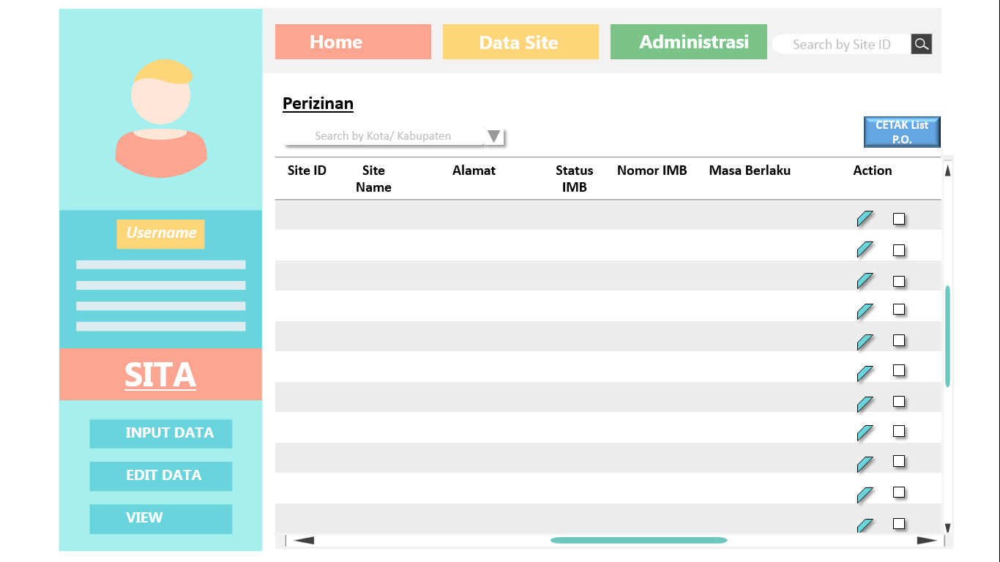 Home
Data Site
Administrasi
Search by Site ID
Perizinan
Search by Kota/ Kabupaten
CETAK List
P.O.
Site ID
Site
Name
Alamat
Status
IMB
Nomor IMB
Masa Berlaku
Action
Username
SITA
INPUT DATA
EDIT DATA
VIEW